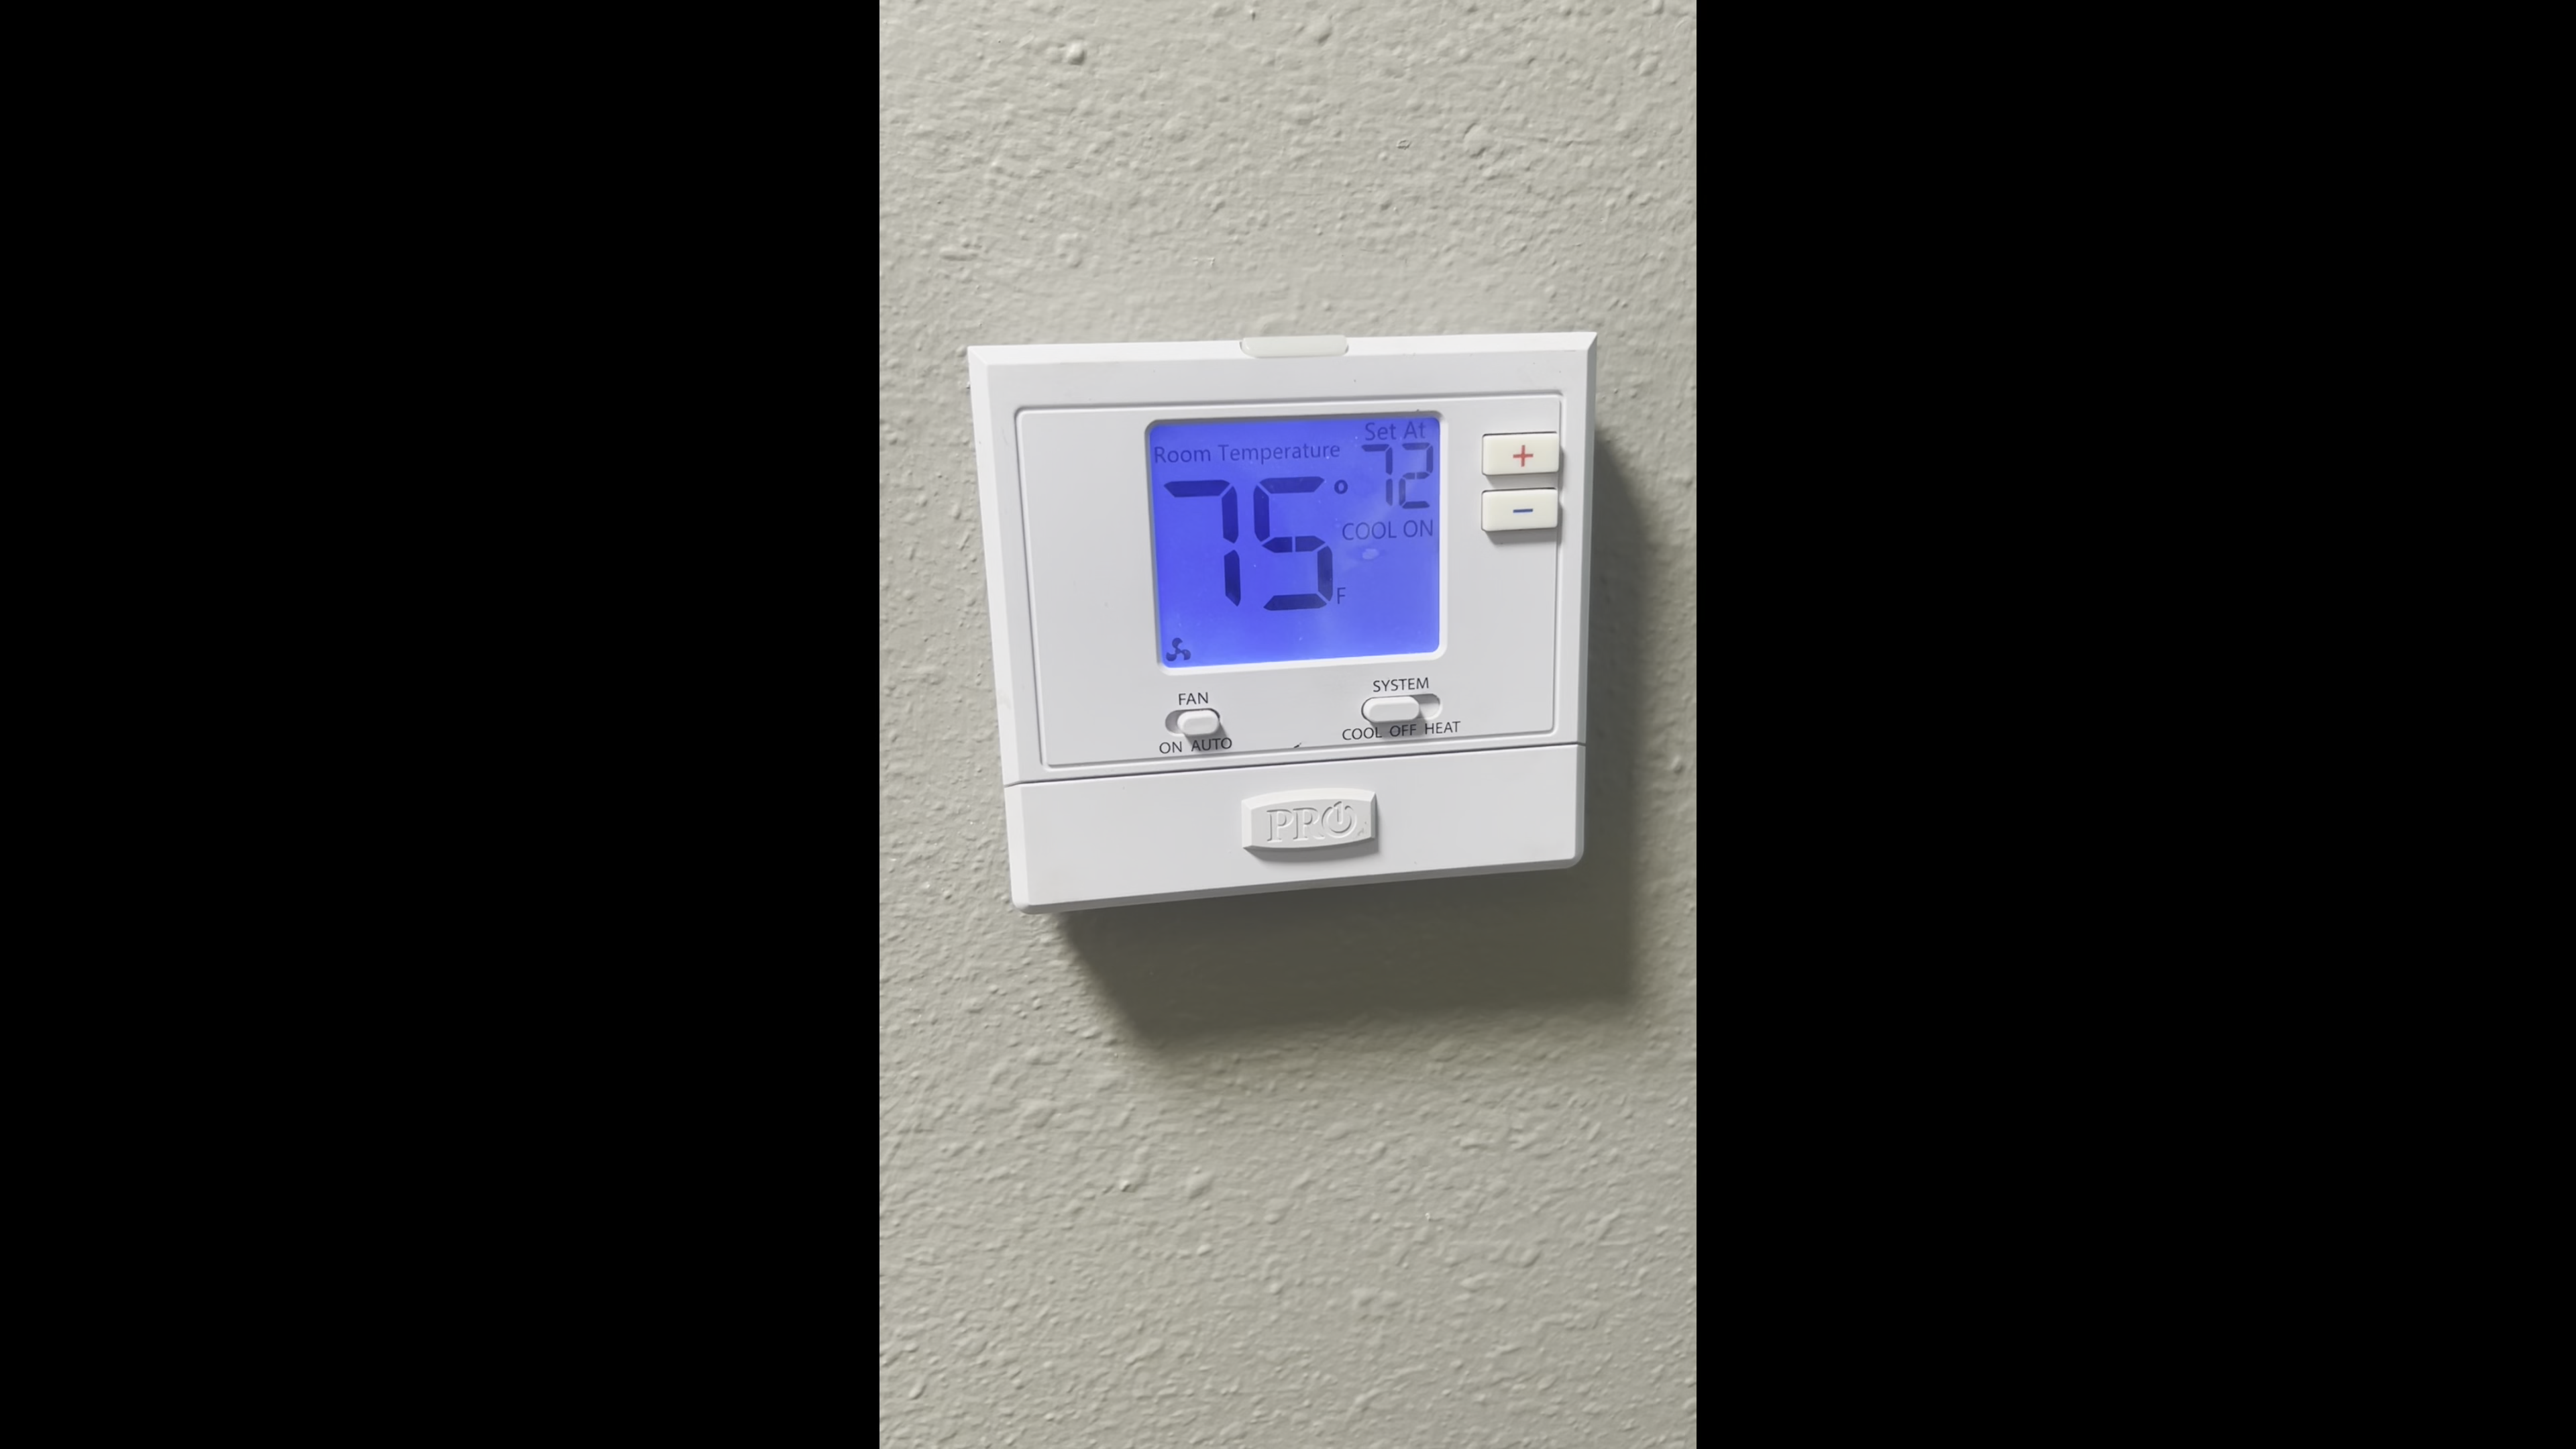 Set At
Room Temperature 72
75°F
COOL ON
+
−
FAN
ON AUTO
SYSTEM
COOL OFF HEAT
PRO